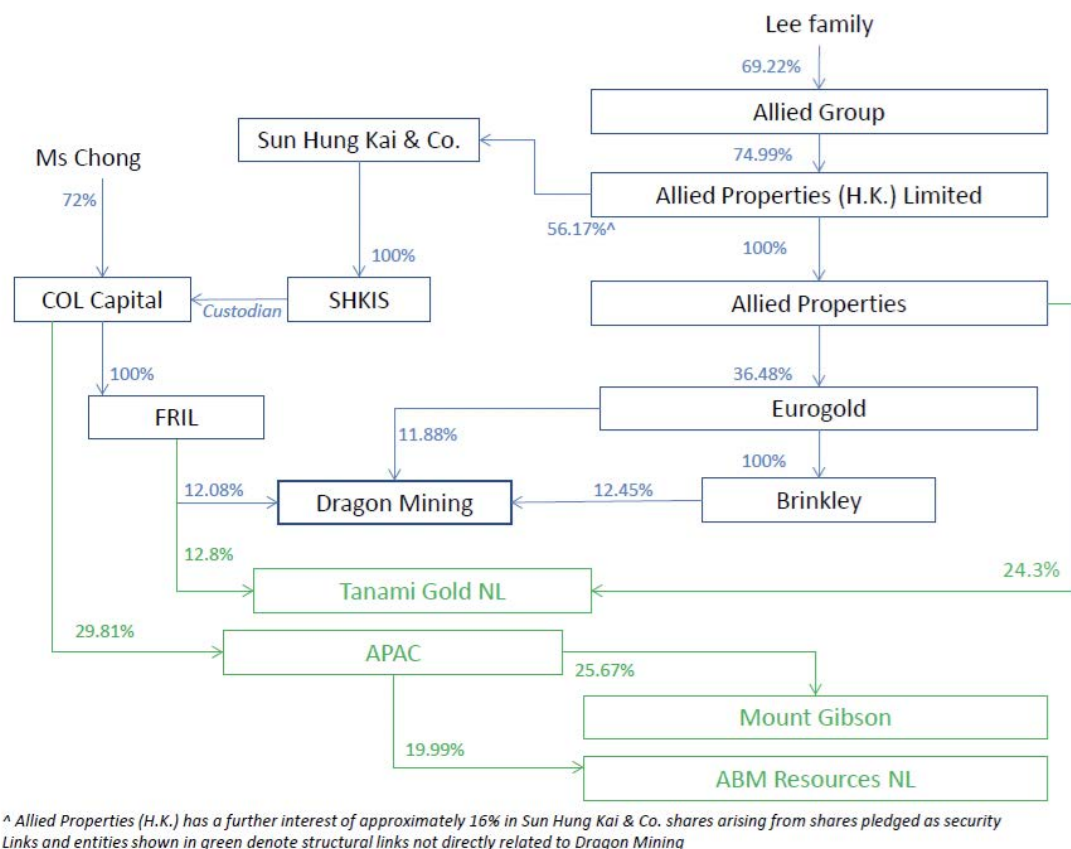 Lee family
69.22%
Allied Group
Sun Hung Kai & Co.
74.99%
Ms Chong
Allied Properties (H.K.) Limited
72%
56.17%^
100%
100%
COL Capital
Custodian
SHKIS
Allied Properties
100%
36.48%
FRIL
Eurogold
11.88%
100%
12.08%
Dragon Mining
12.45%
Brinkley
12.8%
24.3%
Tanami Gold NL
29.81%
APAC
25.67%
Mount Gibson
19.99%
ABM Resources NL
^ Allied Properties (H.K.) has a further interest of approximately 16% in Sun Hung Kai & Co. shares arising from shares pledged as security
Links and entities shown in green denote structural links not directly related to Dragon Mining